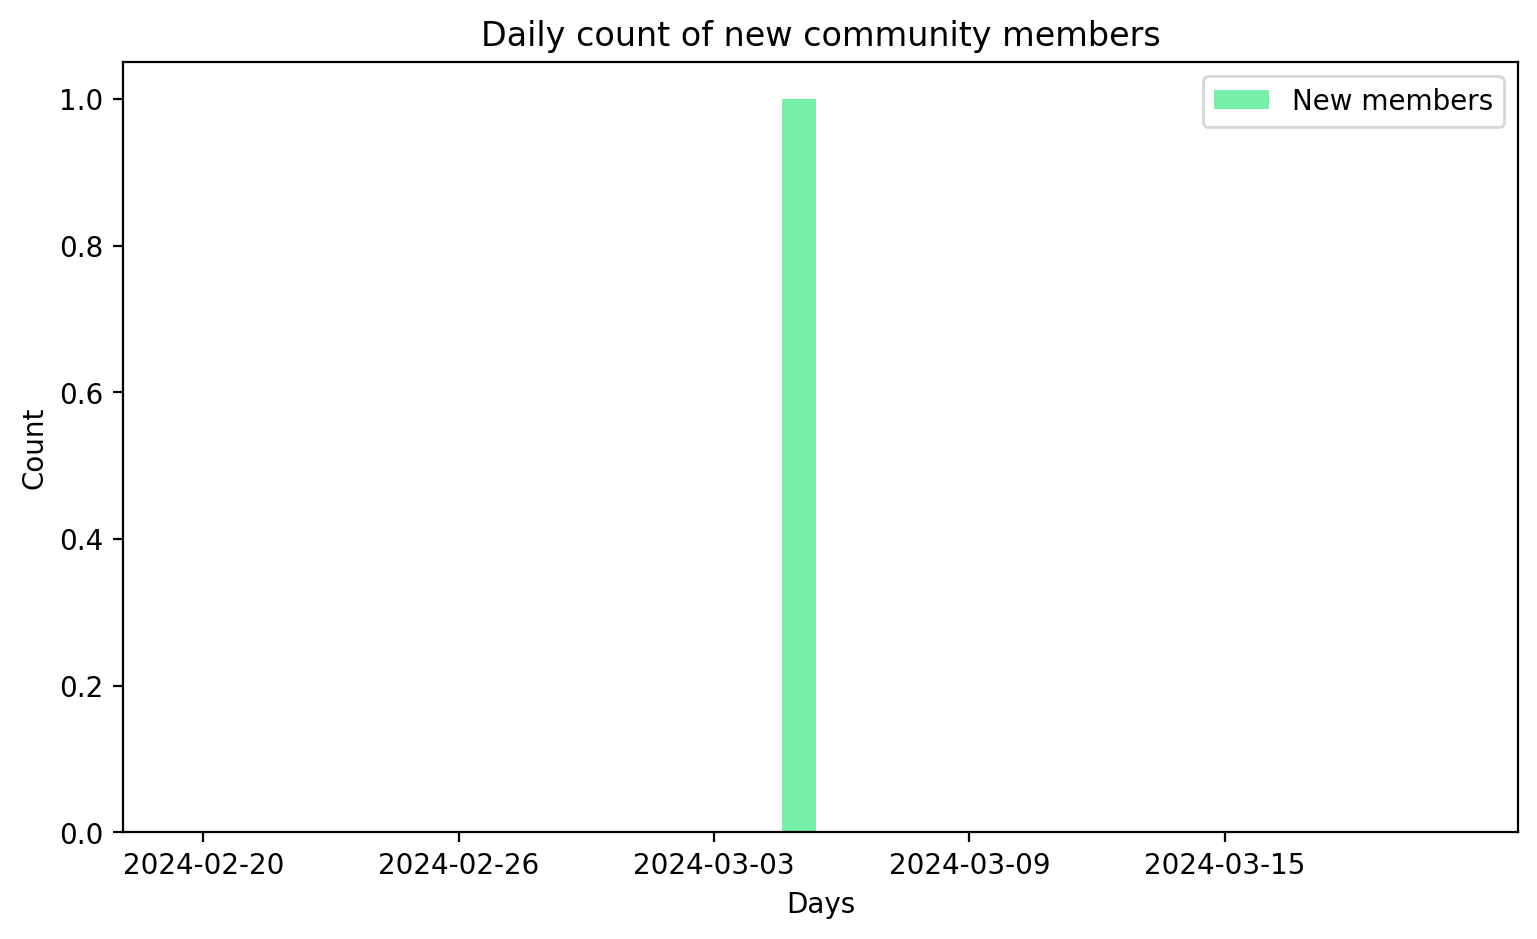 Daily count of new community members
New members
1.0
0.8
0.6
0.4
0.2
0.0
Count
2024-02-20
2024-02-26
2024-03-03
2024-03-09
2024-03-15
Days